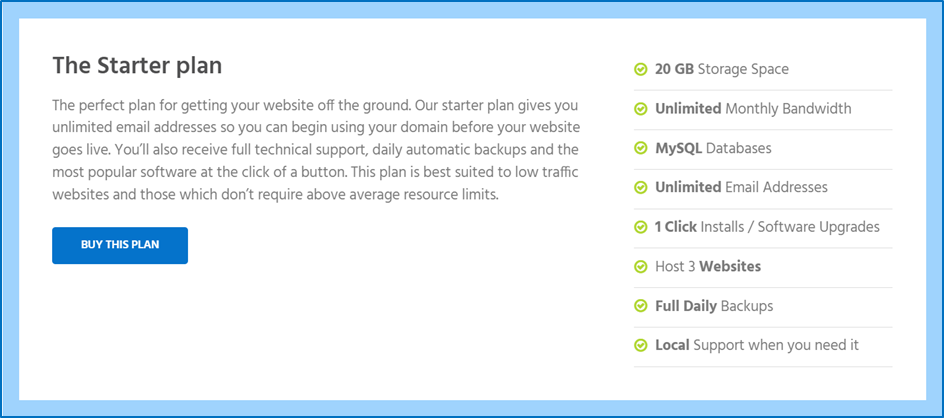 The Starter plan
The perfect plan for getting your website off the ground. Our starter plan gives you
unlimited email addresses so you can begin using your domain before your website
goes live. You’ll also receive full technical support, daily automatic backups and the
most popular software at the click of a button. This plan is best suited to low traffic
websites and those which don’t require above average resource limits.
BUY THIS PLAN
20 GB Storage Space
Unlimited Monthly Bandwidth
MySQL Databases
Unlimited Email Addresses
1 Click Installs / Software Upgrades
Host 3 Websites
Full Daily Backups
Local Support when you need it